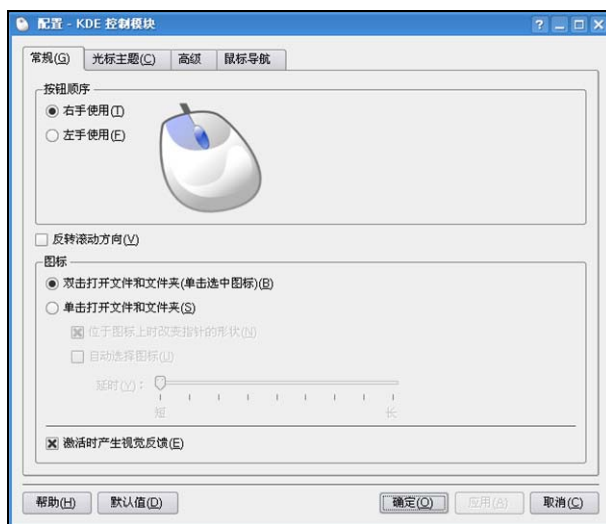 配置 - KDE 控制模块
常规(G) 光标主题(C) 高级 鼠标导航
按钮顺序
右手使用(T)
左手使用(F)
反转滚动方向(V)
图标
双击打开文件和文件夹(单击选中图标)(B)
单击打开文件和文件夹(S)
位于图标上时改变指针的形状(N)
自动选择图标(U)
延时(Y)：
短 长
激活时产生视觉反馈(E)
帮助(H) 默认值(D) 确定(O) 应用(A) 取消(C)